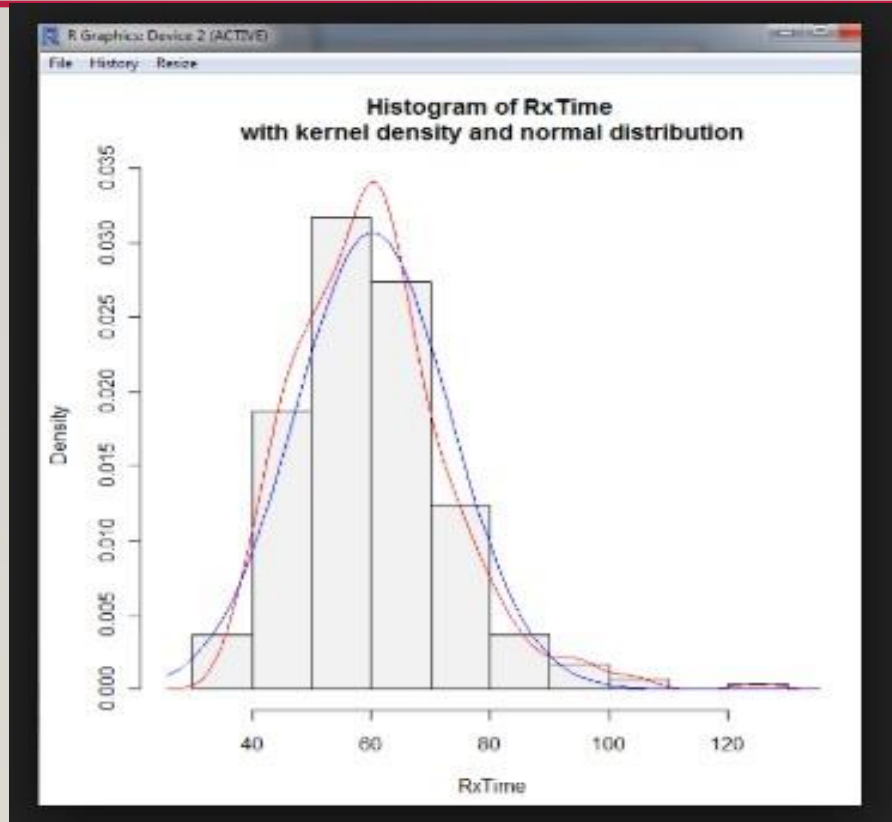 R Graphics: Device 2 (ACTIVE)
File History Resize
Histogram of RxTime
with kernel density and normal distribution
0.035
0.030
0.025
0.020
0.015
0.010
0.005
0.000
Density
40 60 80 100 120
RxTime